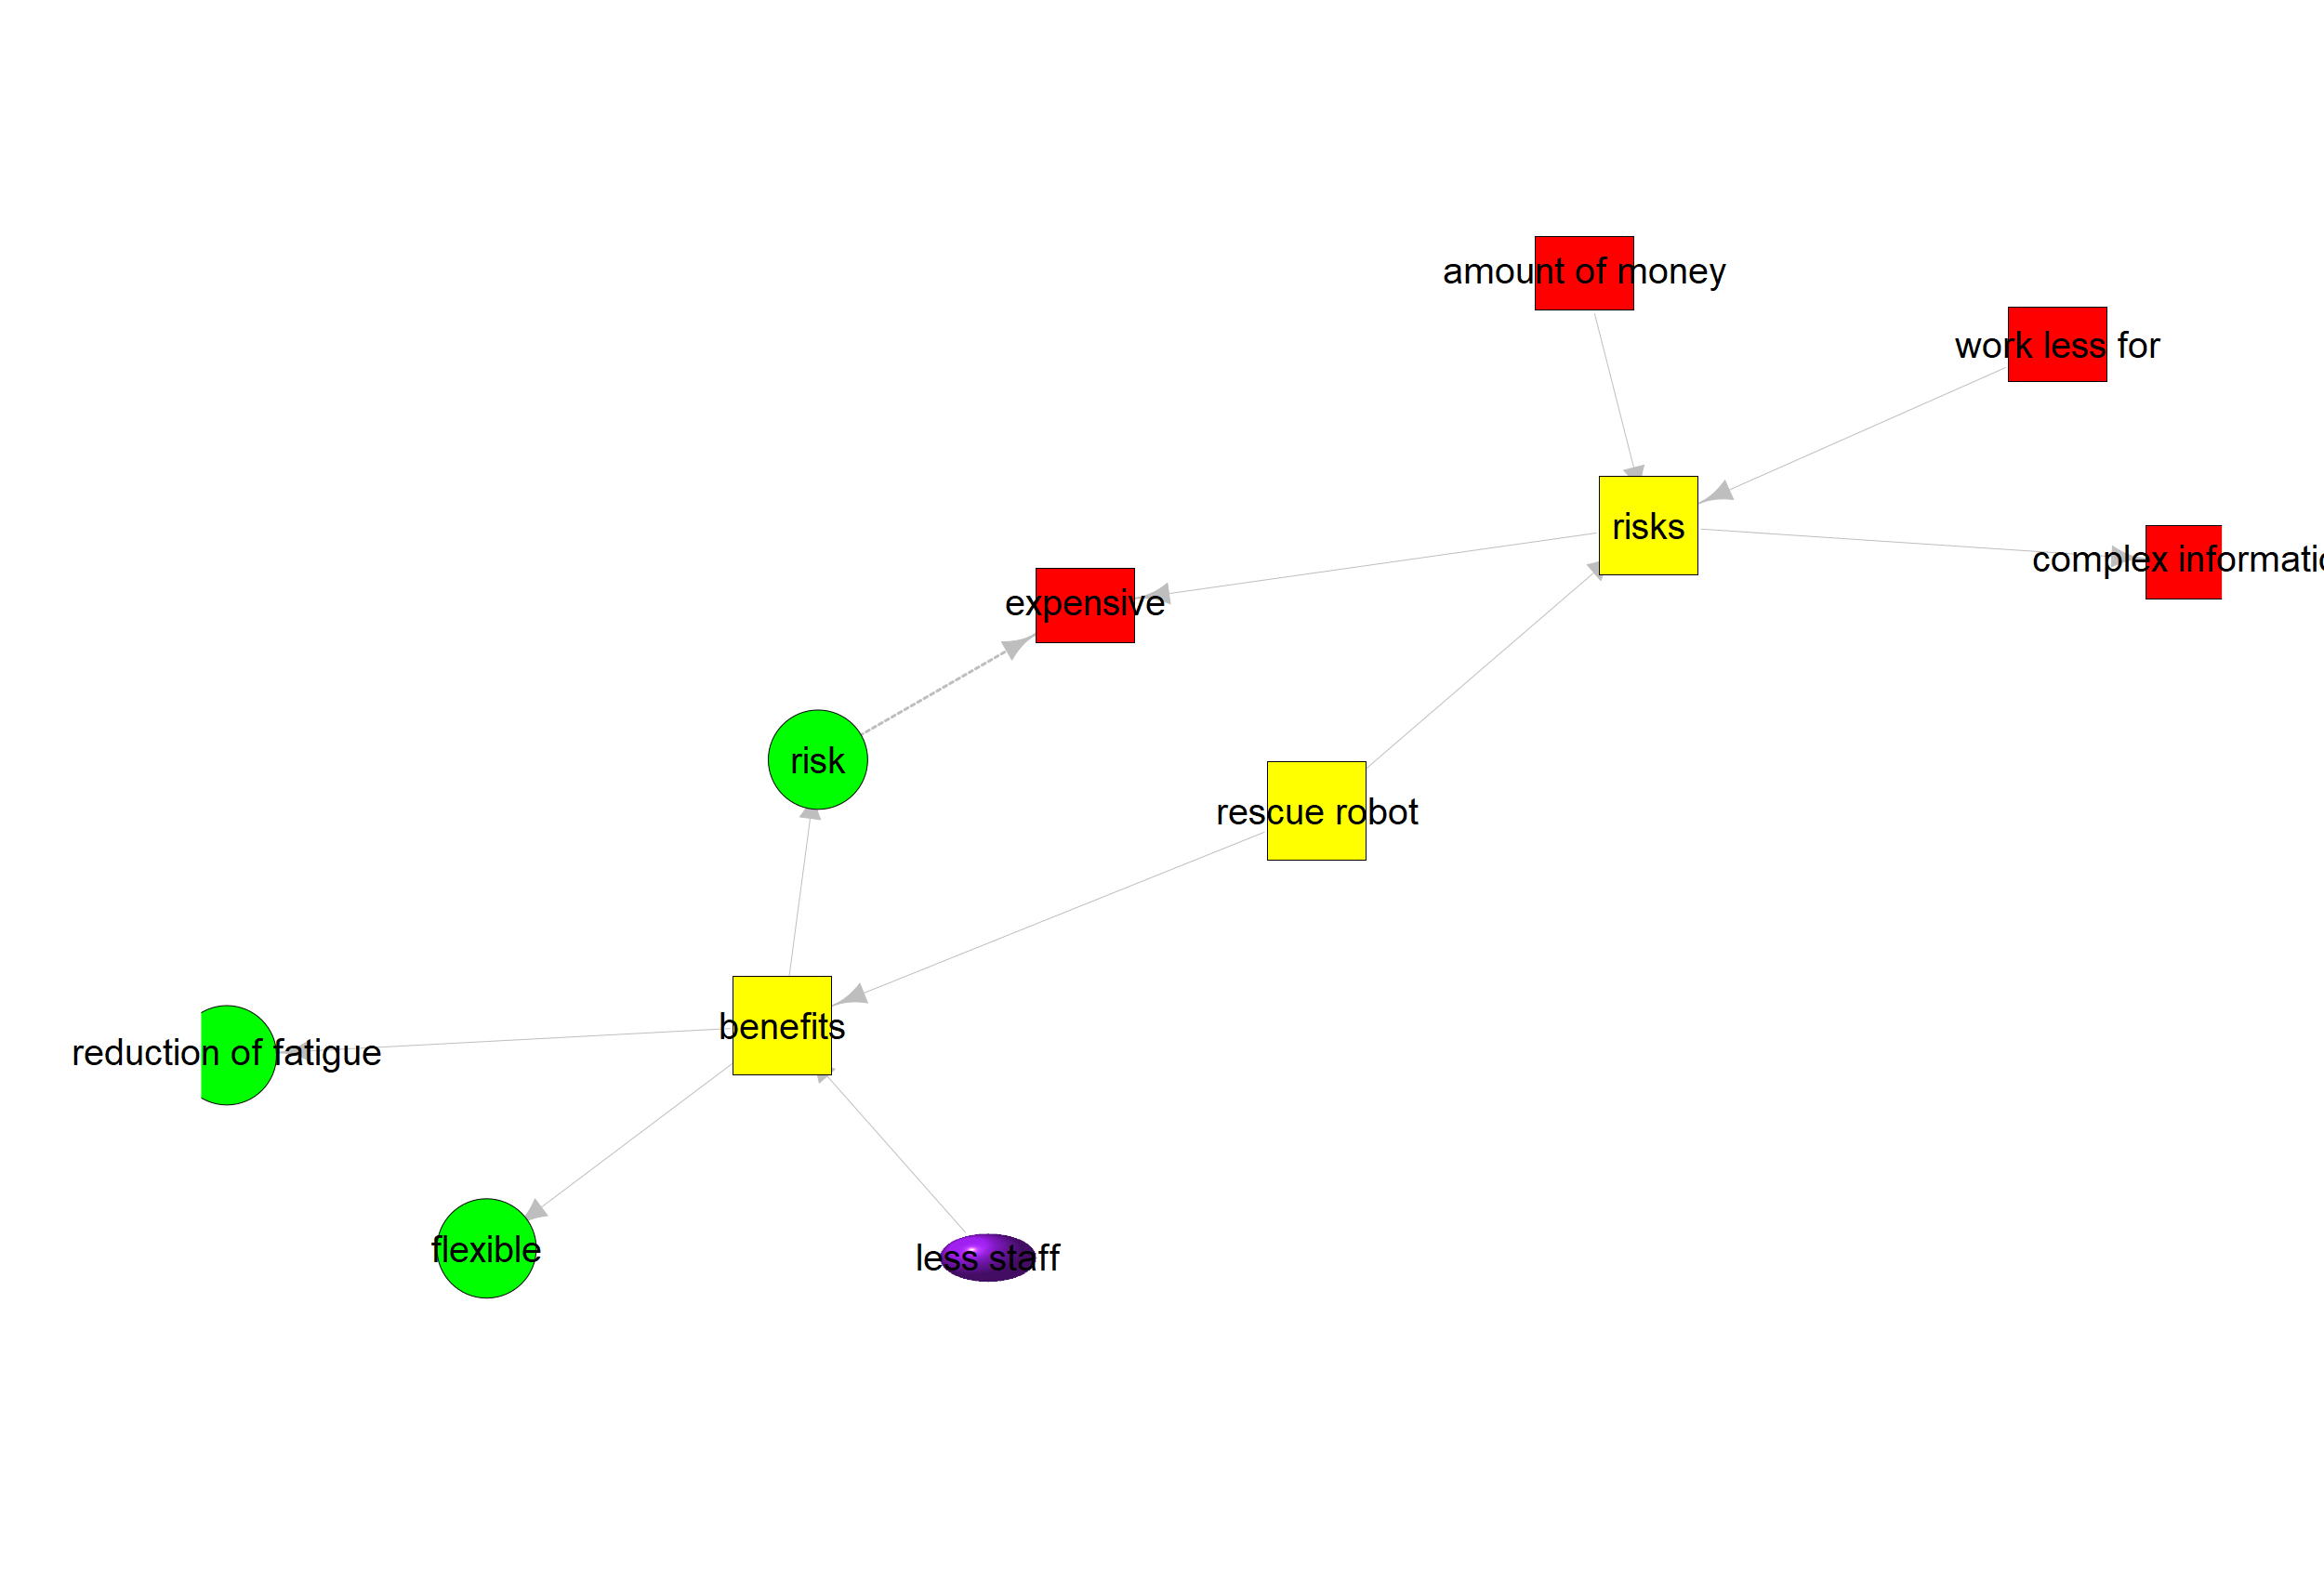 amount of money
work less for
risks
complex informatic
expensive
risk
rescue robot
benefits
reduction of fatigue
flexible
less staff